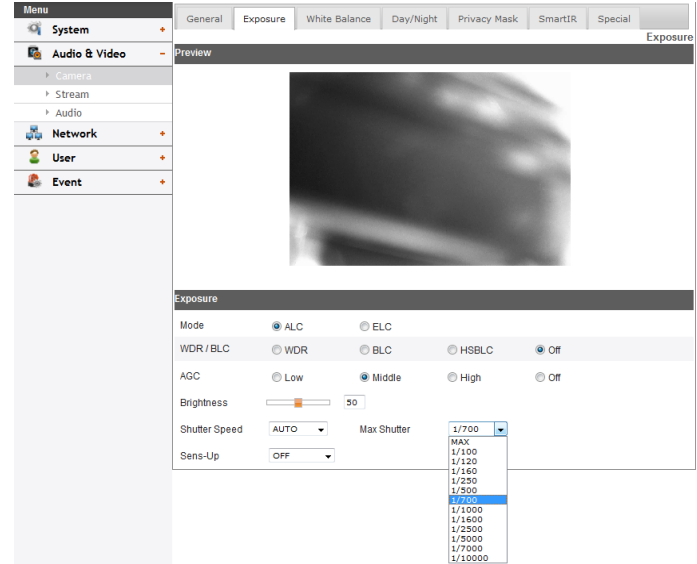 Menu
System
Audio & Video
Camera
Stream
Audio
Network
User
Event
General Exposure White Balance Day/Night Privacy Mask SmartIR Special
Exposure
Preview
Exposure
Mode ALC ELC
WDR / BLC WDR BLC HSBLC Off
AGC Low Middle High Off
Brightness 50
Shutter Speed AUTO Max Shutter 1/700
Sens-Up OFF
MAX
1/100
1/120
1/160
1/250
1/500
1/700
1/1000
1/1600
1/2500
1/5000
1/7000
1/10000